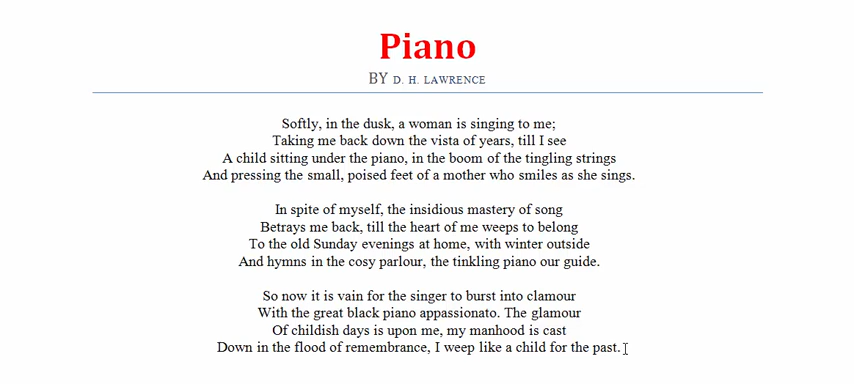 Piano
BY D. H. LAWRENCE
Softly, in the dusk, a woman is singing to me;
Taking me back down the vista of years, till I see
A child sitting under the piano, in the boom of the tingling strings
And pressing the small, poised feet of a mother who smiles as she sings.
In spite of myself, the insidious mastery of song
Betrays me back, till the heart of me weeps to belong
To the old Sunday evenings at home, with winter outside
And hymns in the cosy parlour, the tinkling piano our guide.
So now it is vain for the singer to burst into clamour
With the great black piano appassionato. The glamour
Of childish days is upon me, my manhood is cast
Down in the flood of remembrance, I weep like a child for the past.